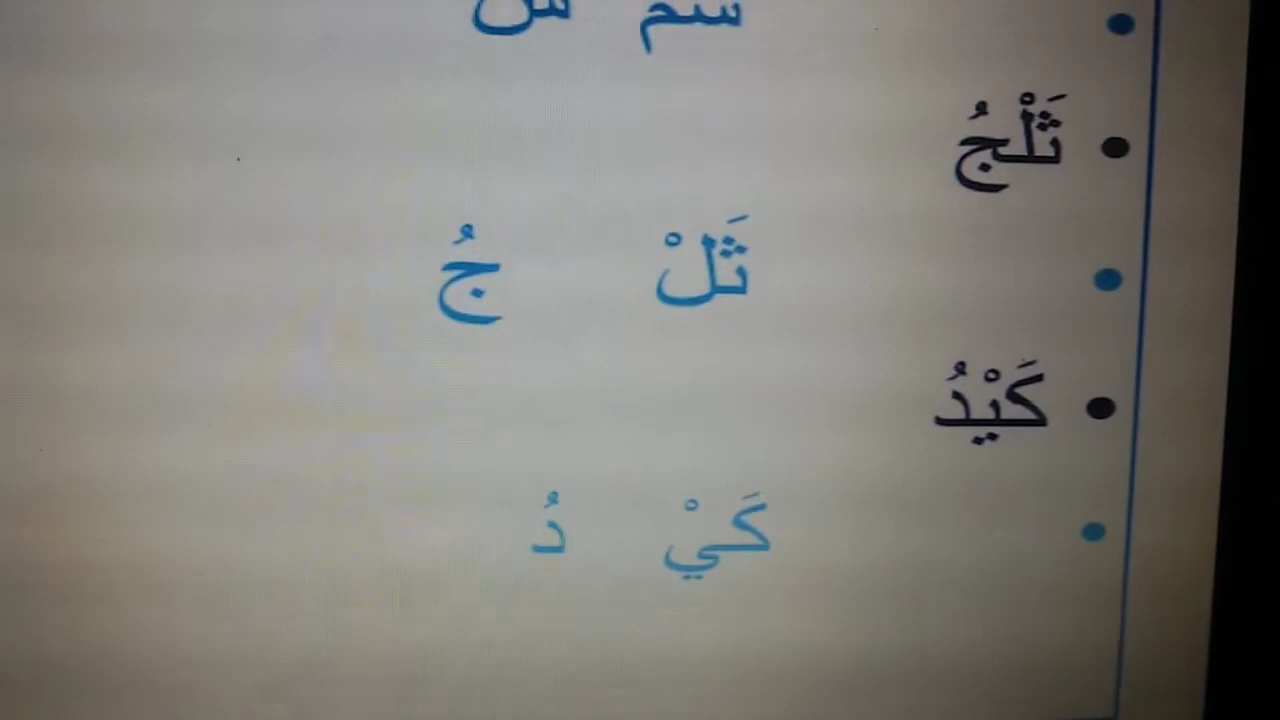 ثَلْجُ
ثَلْ جُ
كَيْدُ
كَيْ دُ